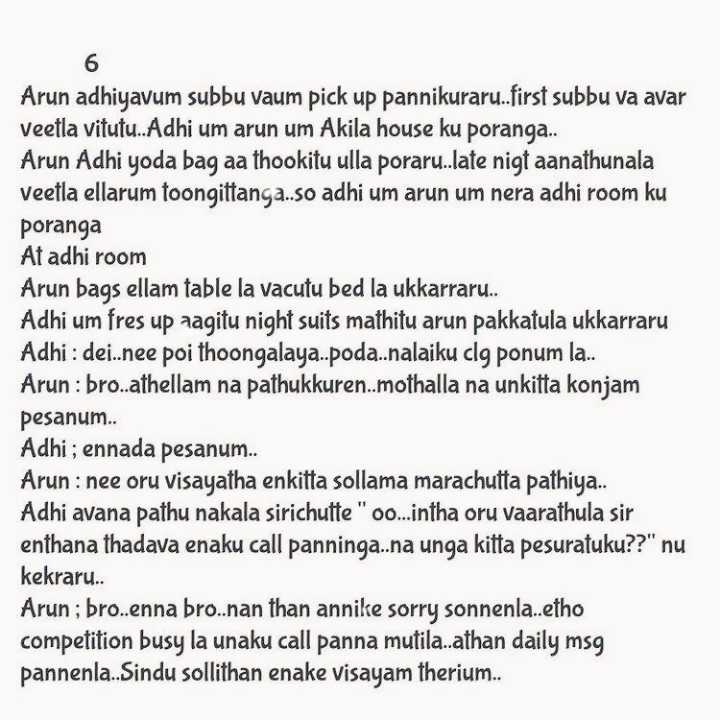 6
Arun adhiyavum subbu vaum pick up pannikuraru..first subbu va avar
veetla vitutu..Adhi um arun um Akila house ku poranga..
Arun Adhi yoda bag aa thookitu ulla poraru..late nigt aanathunala
veetla ellarum toongittanga..so adhi um arun um nera adhi room ku
poranga
At adhi room
Arun bags ellam table la vacutu bed la ukkarraru..
Adhi um fres up aagitu night suits mathitu arun pakkatula ukkarraru
Adhi : dei..nee poi thoongalaya..poda..nalaiku clg ponum la..
Arun : bro..athellam na pathukkuren..mothalla na unkitta konjam
pesanum..
Adhi ; ennada pesanum..
Arun : nee oru visayatha enkitta sollama marachutta pathiya..
Adhi avana pathu nakala sirichutte " oo...intha oru vaarathula sir
enthana thadava enaku call panninga..na unga kitta pesuratuku??" nu
kekraru..
Arun ; bro..enna bro..nan than annike sorry sonnenla..etho
competition busy la unaku call panna mutila..athan daily msg
pannenla..Sindu sollithan enake visayam therium..